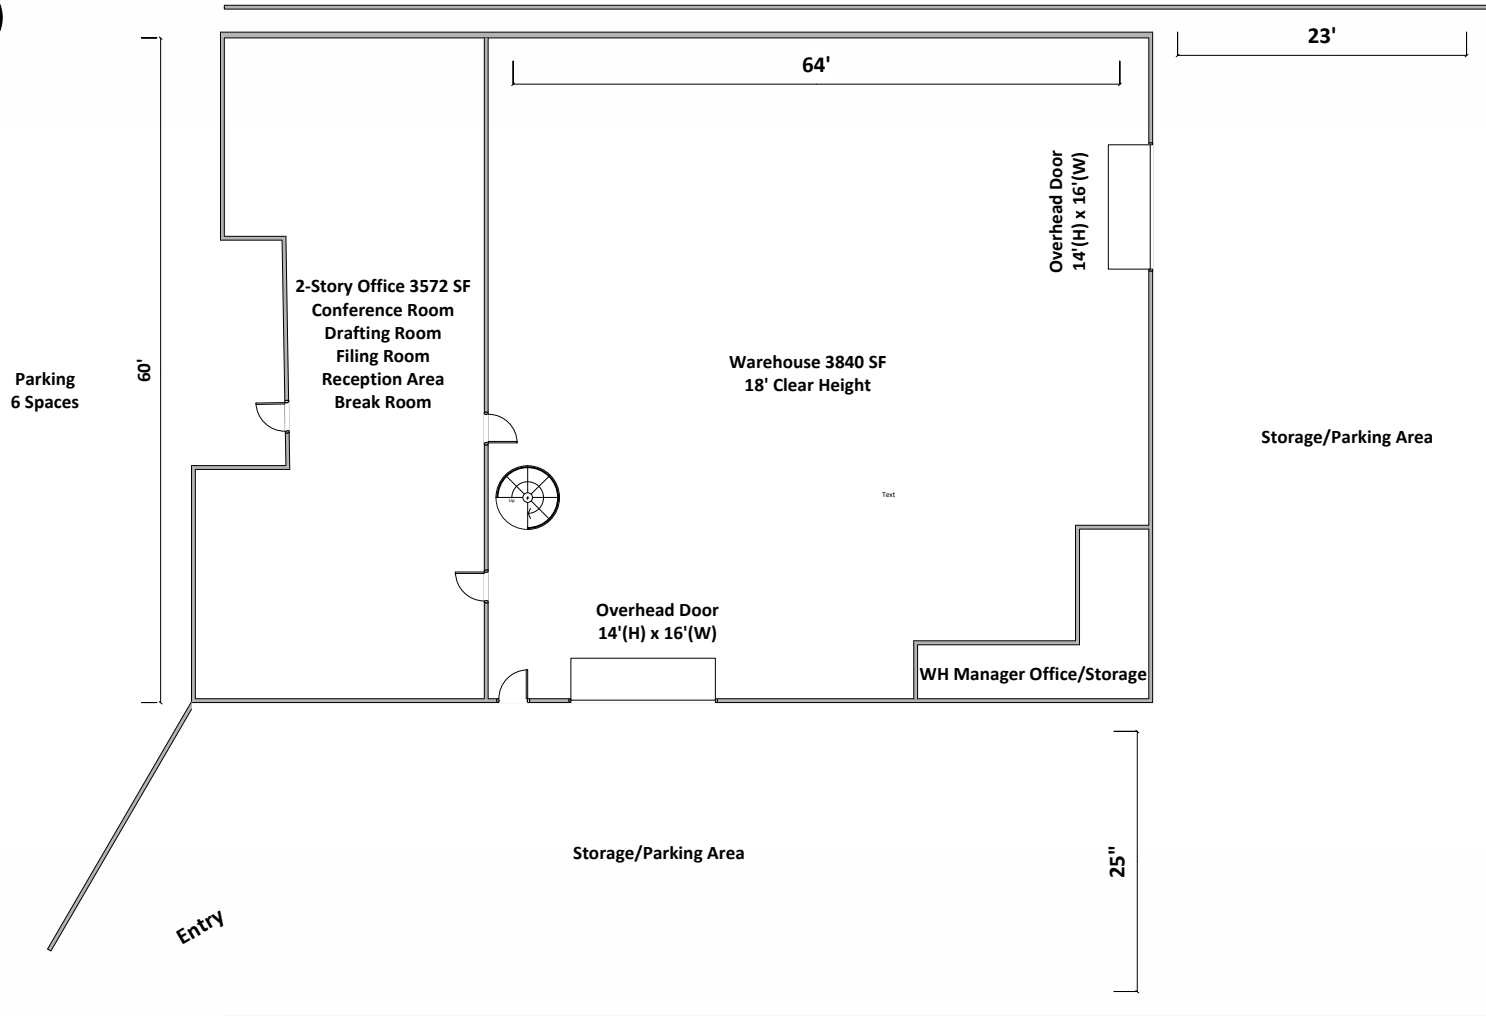 23'
64'
Overhead Door
14'(H) x 16'(W)
2-Story Office 3572 SF
Conference Room
Drafting Room
Filing Room
Reception Area
Break Room
60'
Parking
6 Spaces
Warehouse 3840 SF
18' Clear Height
Storage/Parking Area
Up
Text
Overhead Door
14'(H) x 16'(W)
WH Manager Office/Storage
Storage/Parking Area
25"
Entry